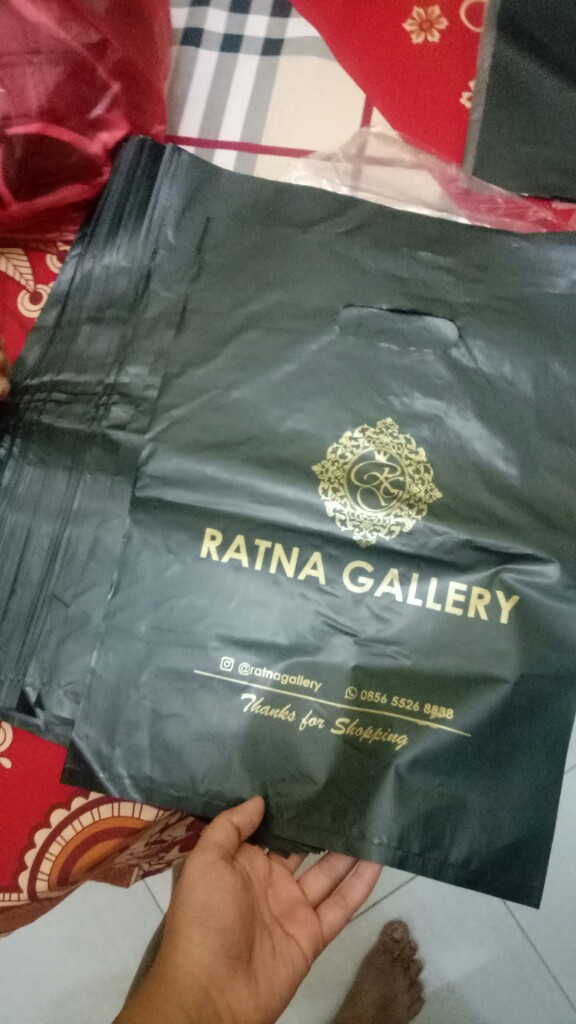 RATNA GALLERY
@ratnagallery
0856 5526 8838
Thanks for Shopping